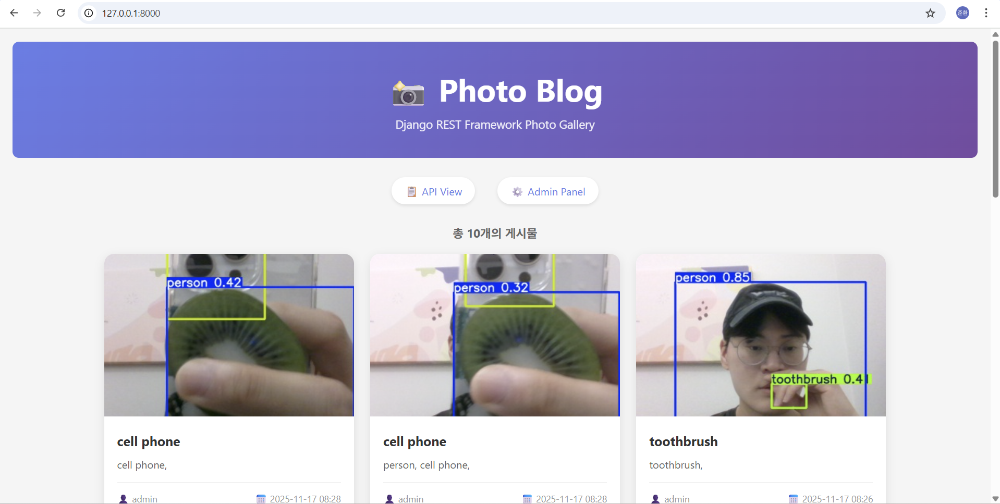 127.0.0.1:8000
준환
Photo Blog
Django REST Framework Photo Gallery
API View
Admin Panel
총 10개의 게시물
person 0.42
person 0.32
person 0.85
toothbrush 0.41
cell phone
cell phone,
admin
2025-11-17 08:28
cell phone
person, cell phone,
admin
2025-11-17 08:28
toothbrush
toothbrush,
admin
2025-11-17 08:26